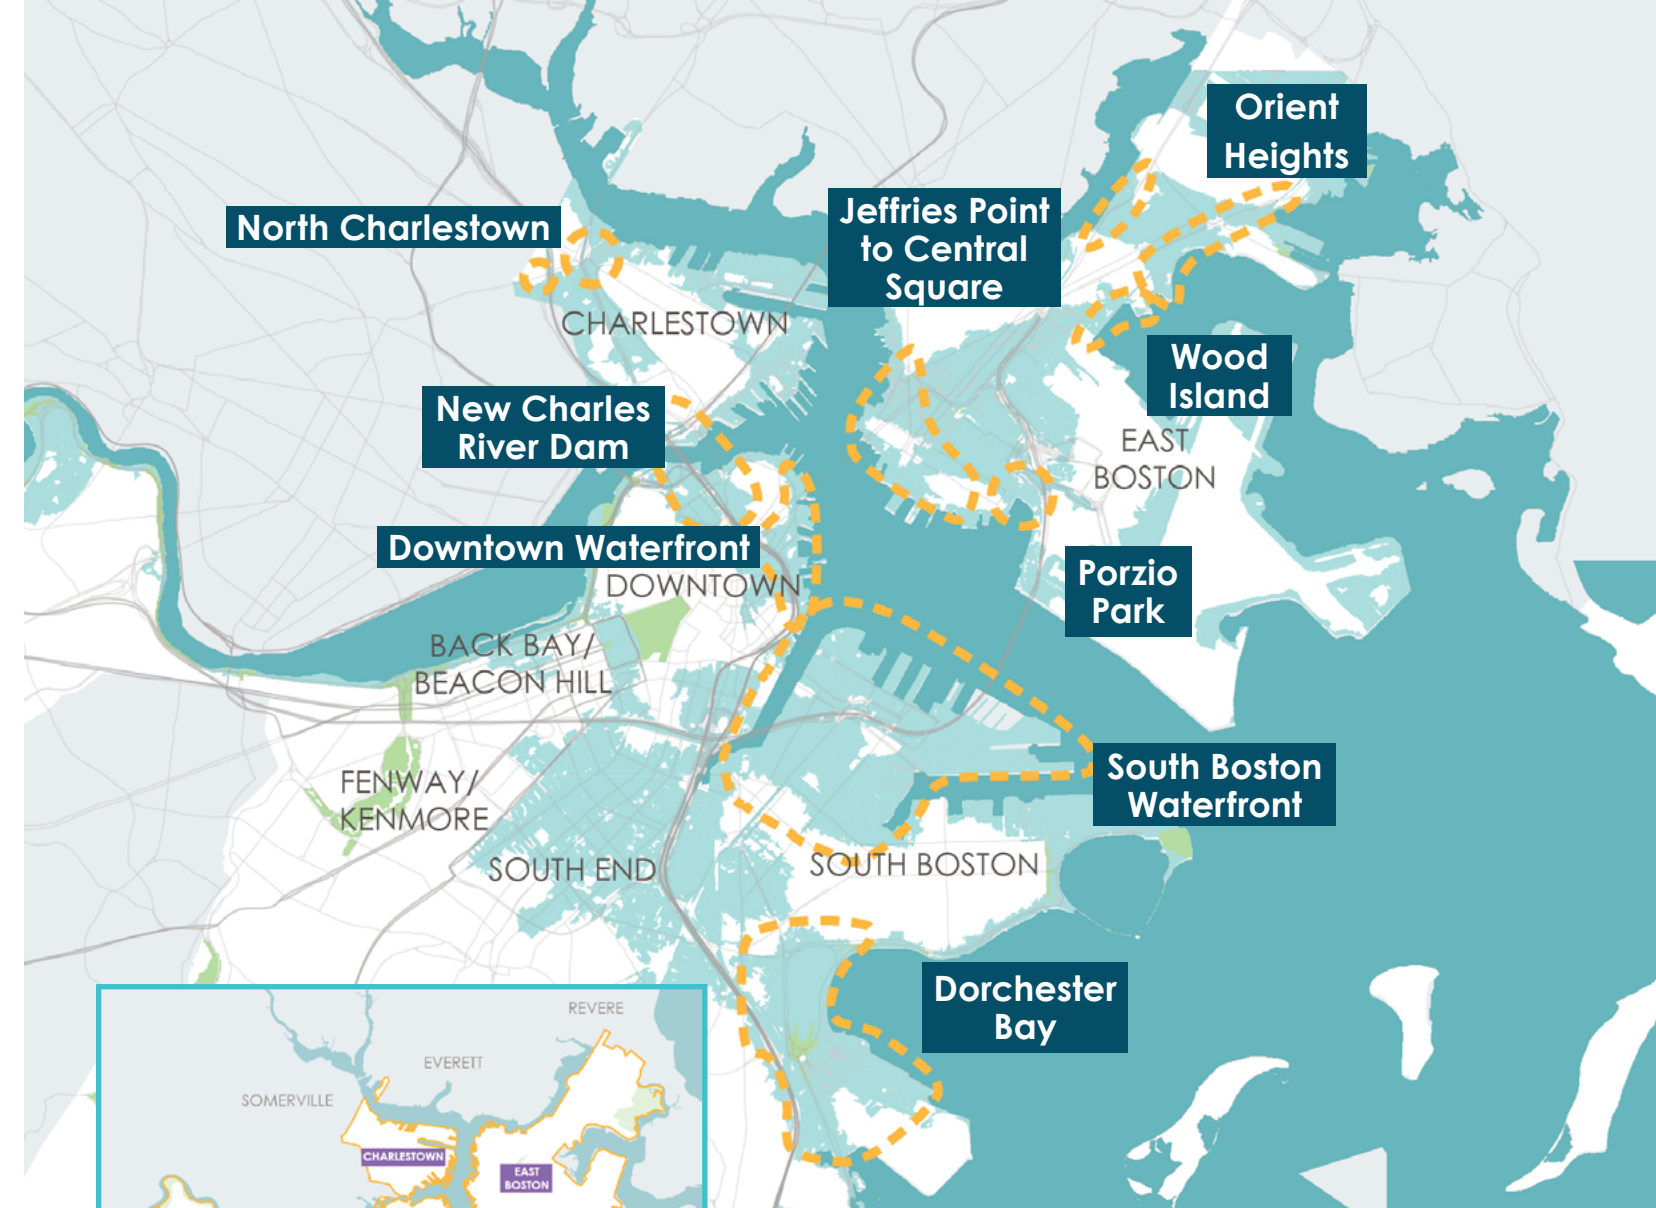 Orient
Heights
North Charlestown
Jeffries Point
to Central
Square
CHARLESTOWN
Wood
Island
New Charles
River Dam
EAST
BOSTON
Downtown Waterfront
DOWNTOWN
Porzio
Park
BACK BAY/
BEACON HILL
South Boston
Waterfront
FENWAY/
KENMORE
SOUTH END
SOUTH BOSTON
Dorchester
Bay
REVERE
EVERETT
SOMERVILLE
CHARLESTOWN
EAST
BOSTON